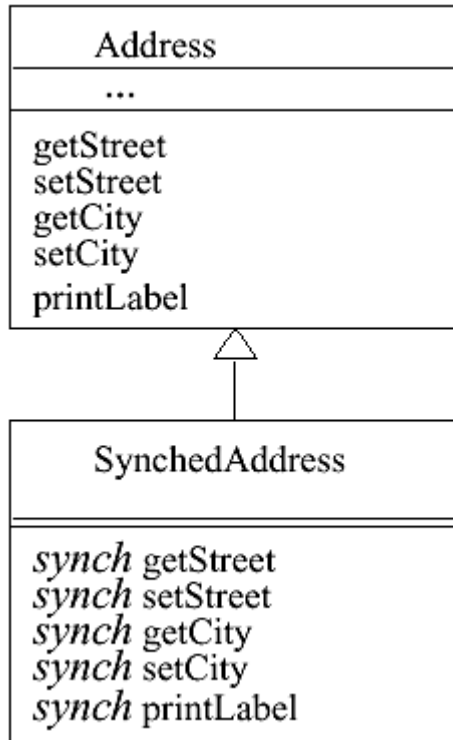 Address
...
getStreet
setStreet
getCity
setCity
printLabel
SynchedAddress
synch getStreet
synch setStreet
synch getCity
synch setCity
synch printLabel